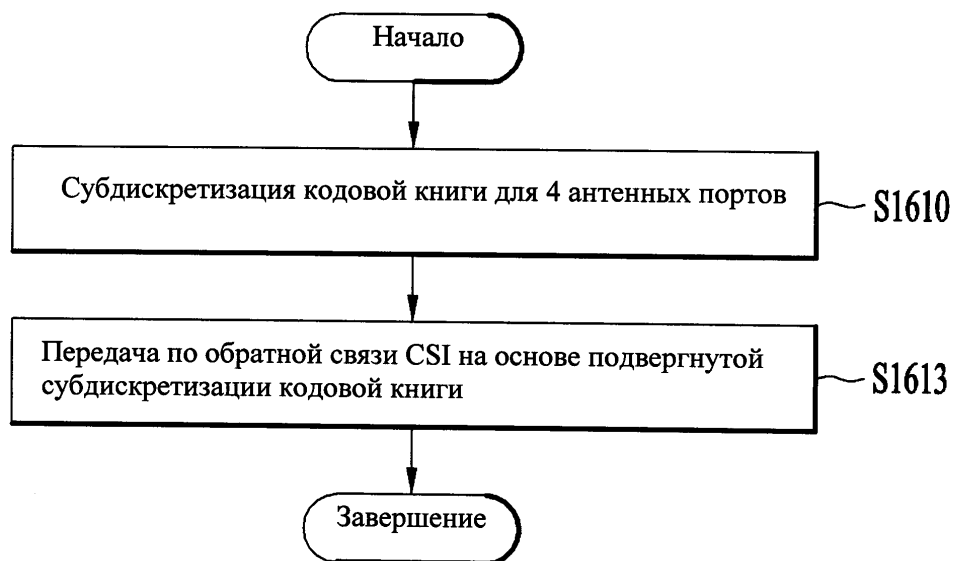 Начало
Субдискретизация кодовой книги для 4 антенных портов
S1610
Передача по обратной связи CSI на основе подвергнутой
субдискретизации кодовой книги
S1613
Завершение